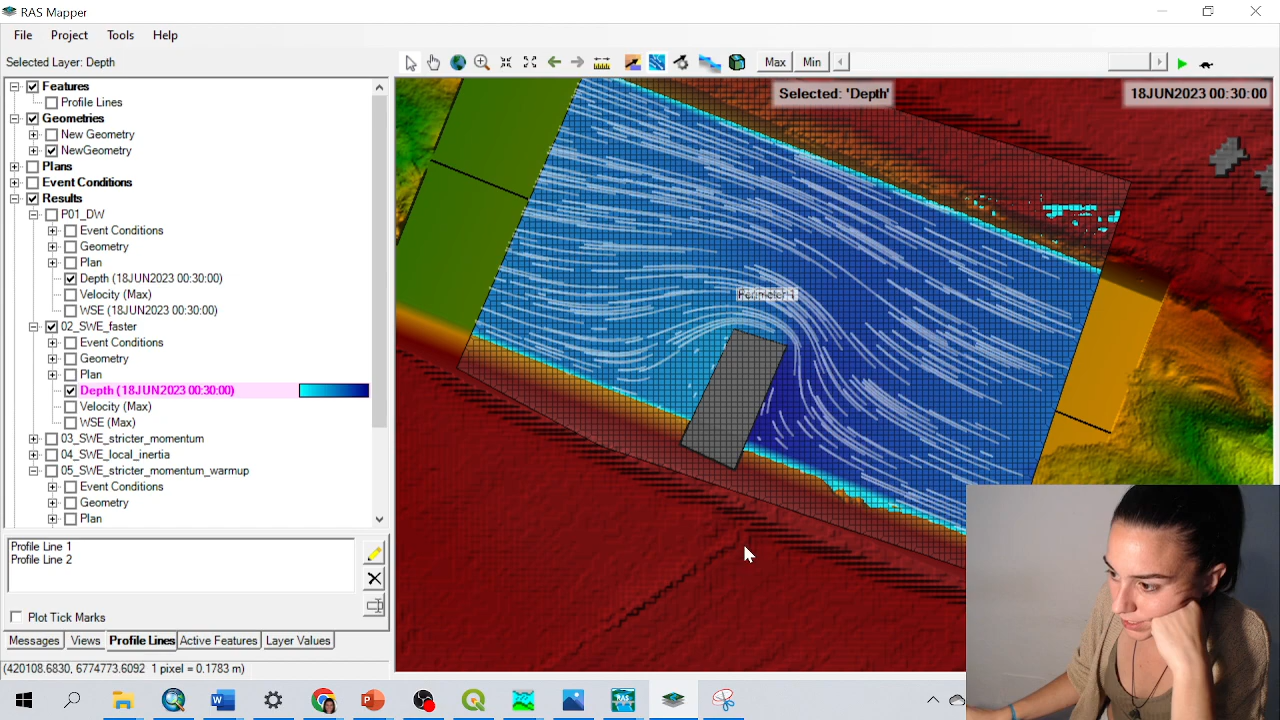 RAS Mapper
File Project Tools Help
Selected Layer: Depth
Max Min
Features
Profile Lines
Geometries
New Geometry
NewGeometry
Plans
Event Conditions
Results
P01_DW
Event Conditions
Geometry
Plan
Depth (18JUN2023 00:30:00)
Velocity (Max)
WSE (18JUN2023 00:30:00)
02_SWE_faster
Event Conditions
Geometry
Plan
Depth (18JUN2023 00:30:00)
Velocity (Max)
WSE (Max)
03_SWE_stricter_momentum
04_SWE_local_inertia
05_SWE_stricter_momentum_warmup
Event Conditions
Geometry
Plan
Profile Line 1
Profile Line 2
Plot Tick Marks
Messages Views Profile Lines Active Features Layer Values
(420108.6830, 6774773.6092 1 pixel = 0.1783 m)
Selected: 'Depth'
18JUN2023 00:30:00
Perimeter 1
RAS